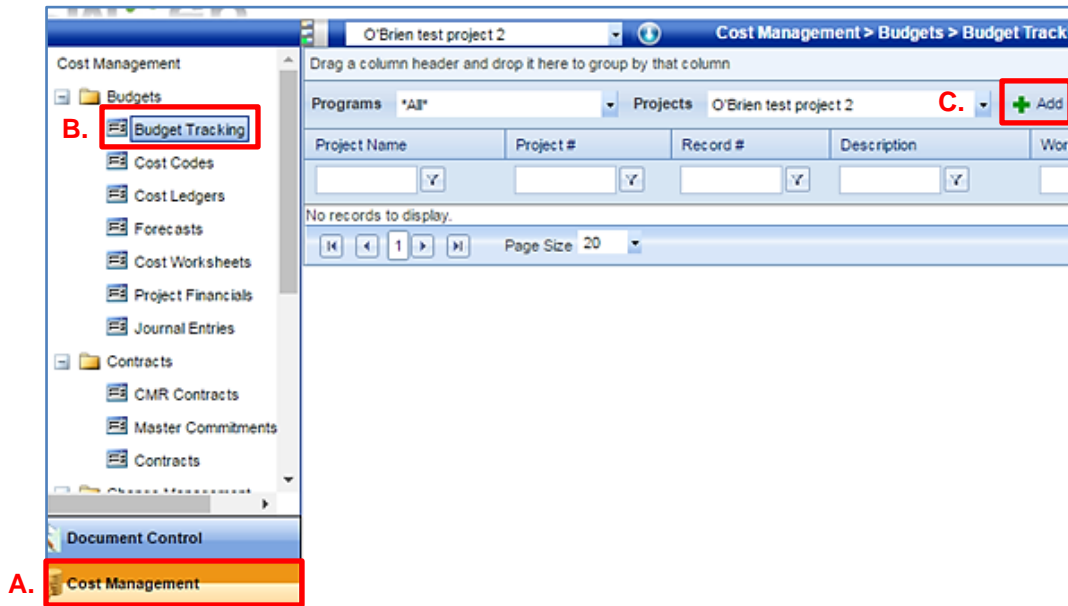 O'Brien test project 2
Cost Management > Budgets > Budget Track
Cost Management
Drag a column header and drop it here to group by that column
Budgets
Programs *All* Projects O'Brien test project 2 C. Add
B. Budget Tracking
Project Name Project # Record # Description Wor
Cost Codes
Cost Ledgers
No records to display.
Forecasts
1 Page Size 20
Cost Worksheets
Project Financials
Journal Entries
Contracts
CMR Contracts
Master Commitments
Contracts
Change Management
Document Control
A. Cost Management